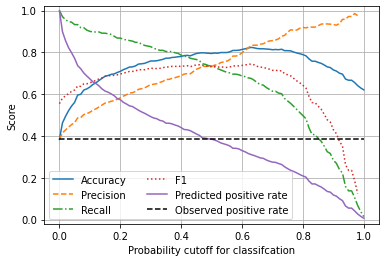 1.0
0.8
0.6
0.4
0.2
0.0
Score
Accuracy
Precision
Recall
F1
Predicted positive rate
Observed positive rate
0.0 0.2 0.4 0.6 0.8 1.0
Probability cutoff for classifcation